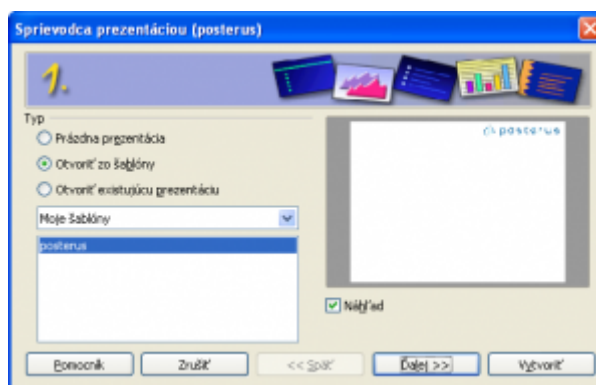 Sprievodca prezentáciou (posterus)
1.
Typ
Prázdna prezentácia
Otvoriť zo šablóny
Otvoriť existujúcu prezentáciu
Moje šablóny
posterus
posterus
Náhľad
Pomocník
Zrušiť
<< Späť
Ďalej >>
Vytvoriť